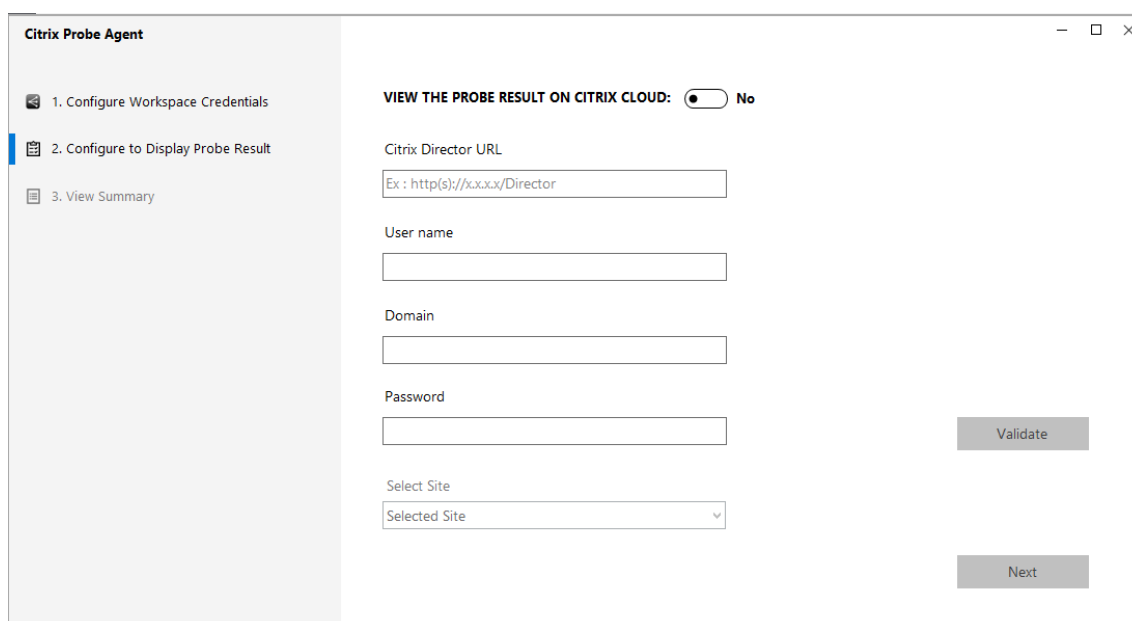 Citrix Probe Agent
1. Configure Workspace Credentials
2. Configure to Display Probe Result
3. View Summary
VIEW THE PROBE RESULT ON CITRIX CLOUD: No
Citrix Director URL
Ex : http(s)://x.x.x.x/Director
User name
Domain
Password
Validate
Select Site
Selected Site
Next